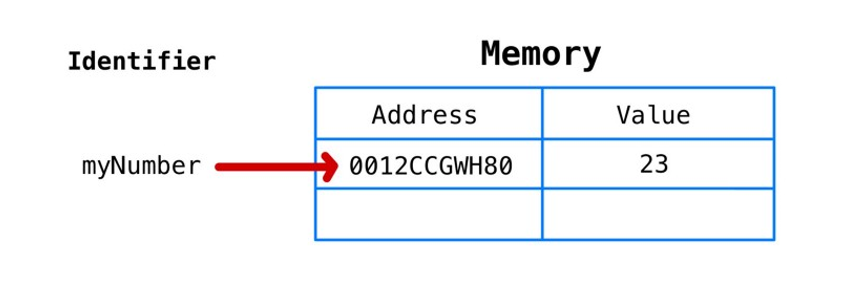 Identifier
Memory
Address Value
myNumber 0012CCGWH80 23